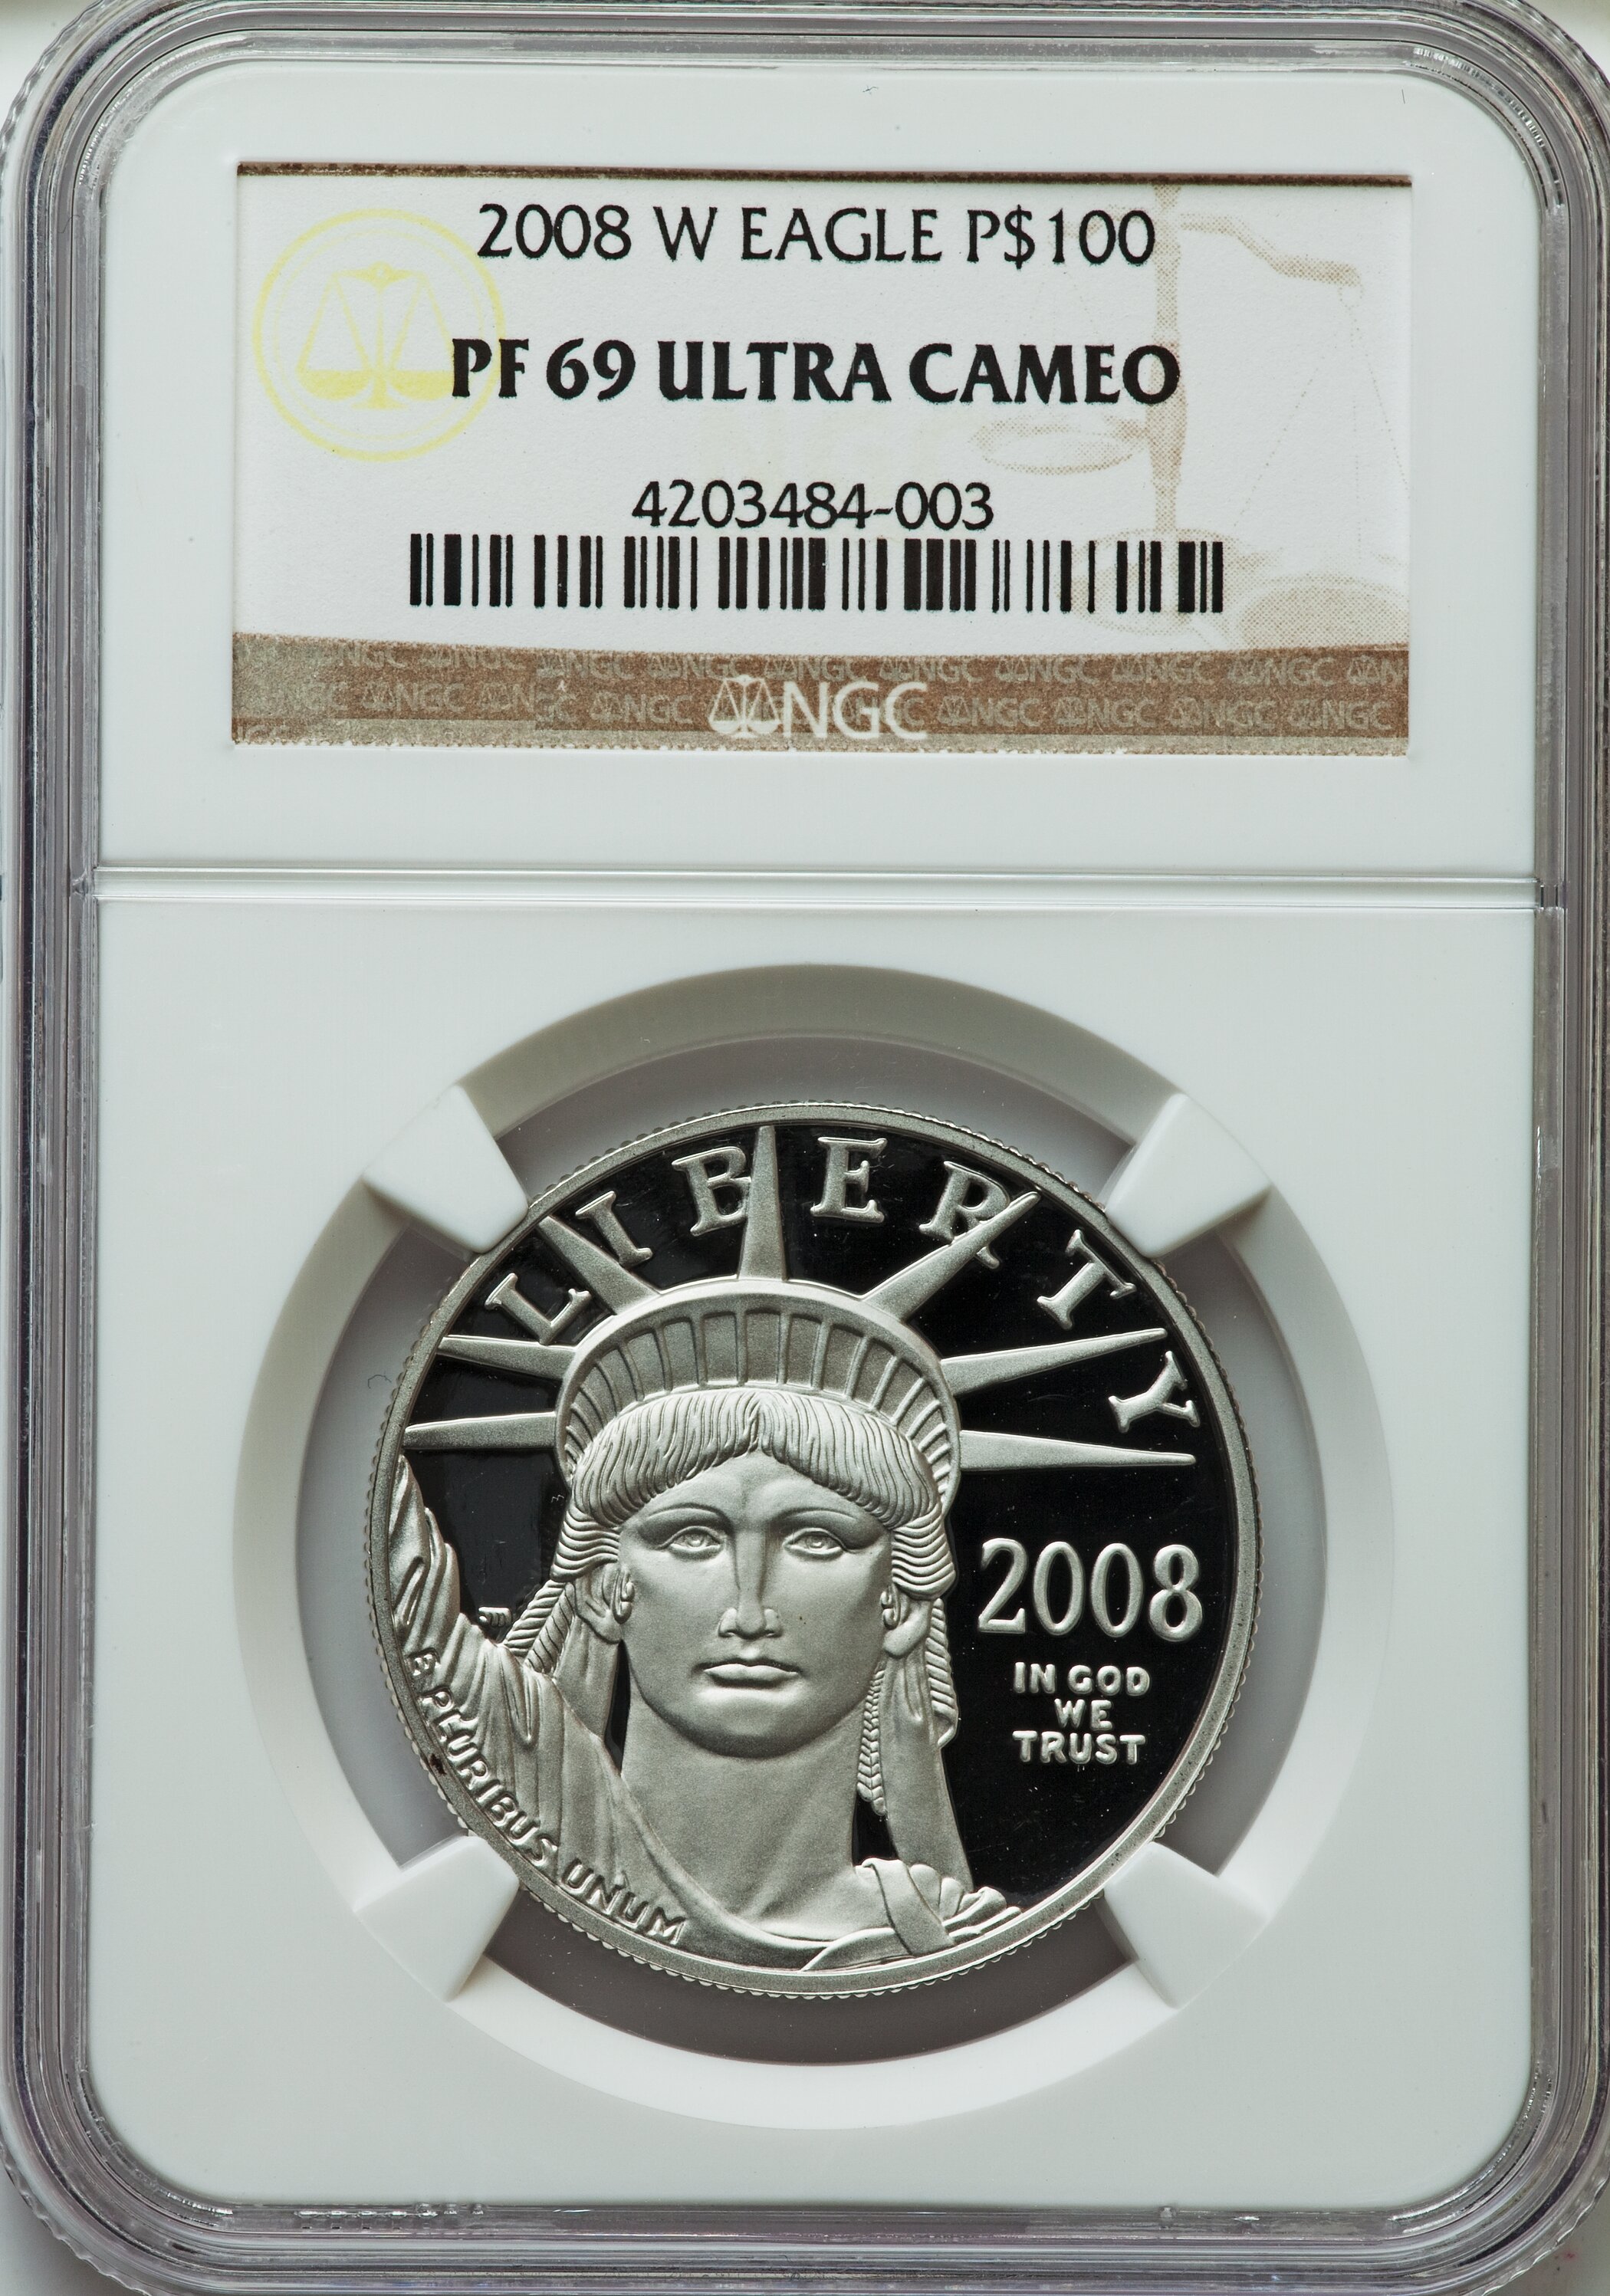 2008 W EAGLE P$100
PF 69 ULTRA CAMEO
4203484-003
NGC
LIBERTY
2008
IN GOD
WE
TRUST
E PLURIBUS UNUM